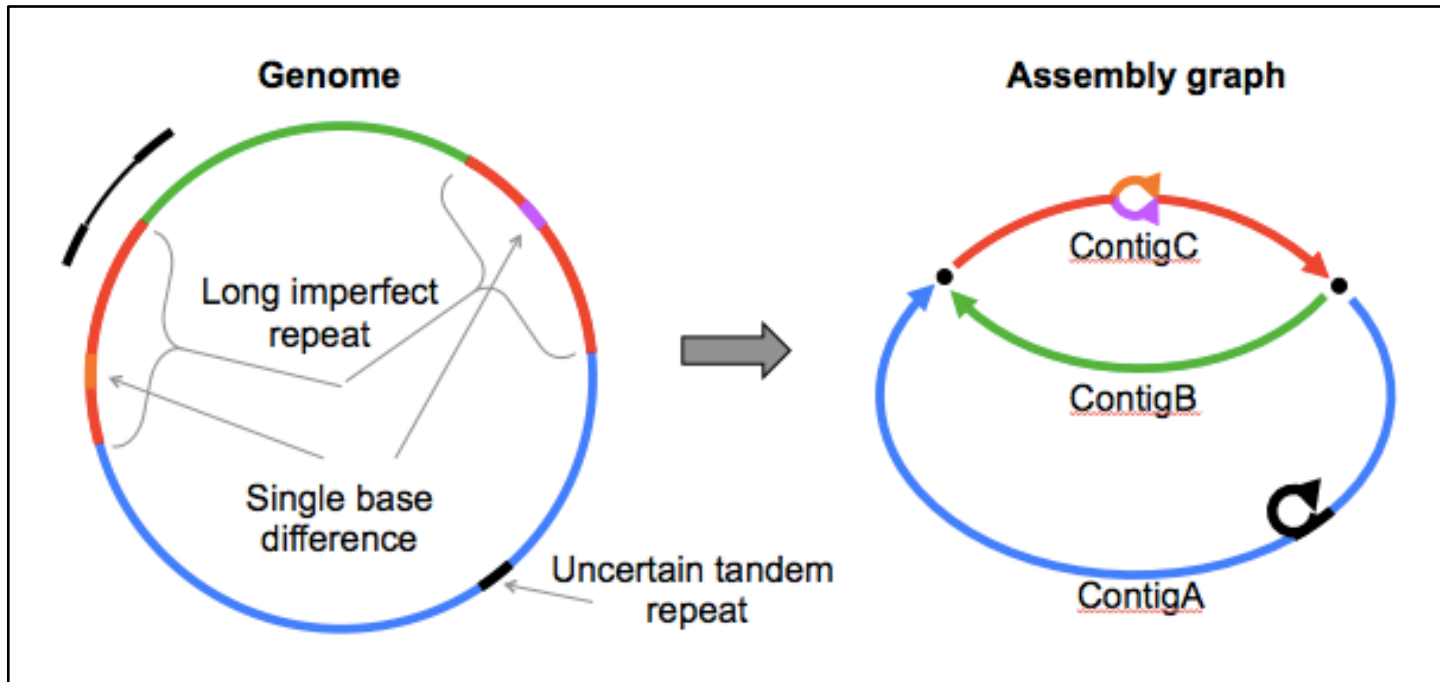 Genome
Assembly graph
Long imperfect
repeat
Single base
difference
Uncertain tandem
repeat
ContigC
ContigB
ContigA